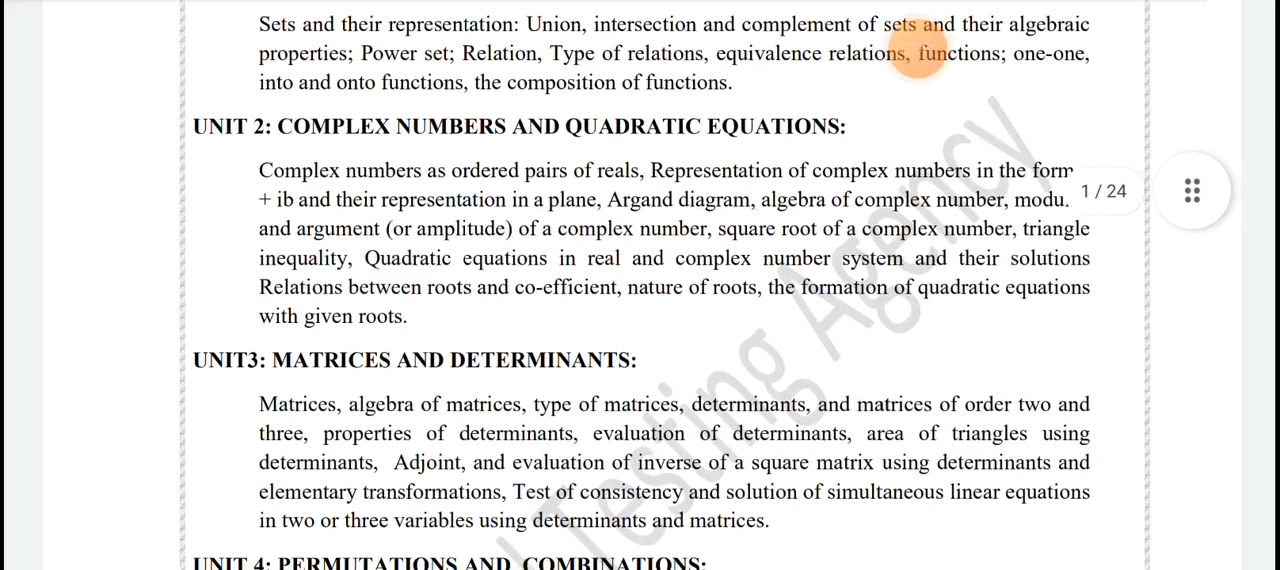 Sets and their representation: Union, intersection and complement of sets and their algebraic
properties; Power set; Relation, Type of relations, equivalence relations, functions; one-one,
into and onto functions, the composition of functions.
UNIT 2: COMPLEX NUMBERS AND QUADRATIC EQUATIONS:
Complex numbers as ordered pairs of reals, Representation of complex numbers in the form
+ ib and their representation in a plane, Argand diagram, algebra of complex number, modu.
1 / 24
and argument (or amplitude) of a complex number, square root of a complex number, triangle
inequality, Quadratic equations in real and complex number system and their solutions
Relations between roots and co-efficient, nature of roots, the formation of quadratic equations
with given roots.
UNIT3: MATRICES AND DETERMINANTS:
Matrices, algebra of matrices, type of matrices, determinants, and matrices of order two and
three, properties of determinants, evaluation of determinants, area of triangles using
determinants, Adjoint, and evaluation of inverse of a square matrix using determinants and
elementary transformations, Test of consistency and solution of simultaneous linear equations
in two or three variables using determinants and matrices.
UNIT 4: PERMUTATIONS AND COMBINATIONS:
Testing Agency